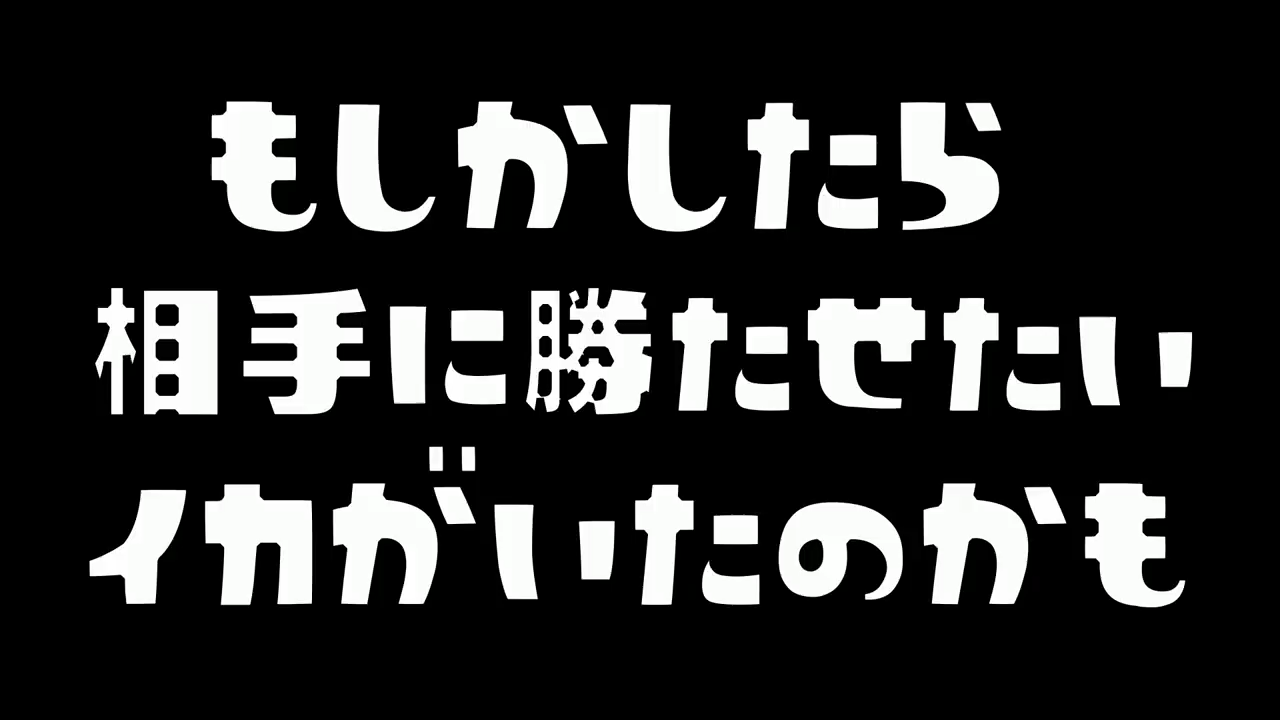 もしかしたら
相手に勝たせたい
イカがいたのかも